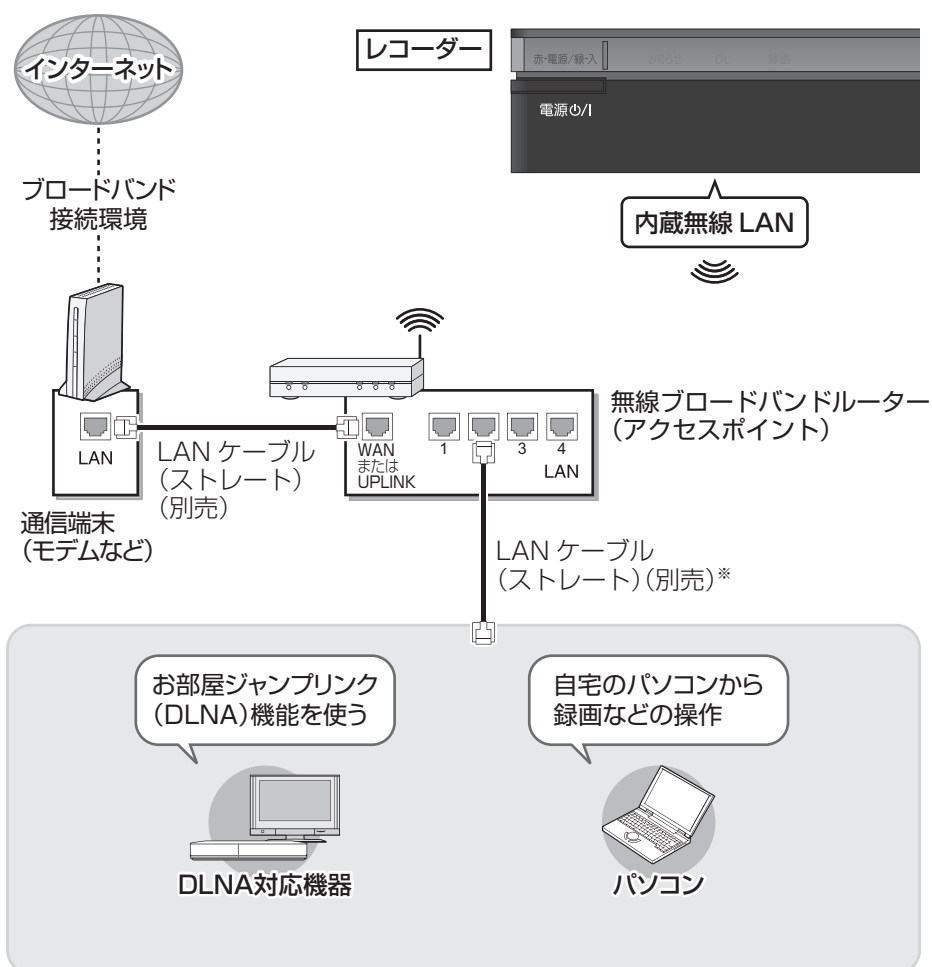 インターネット
レコーダー
赤-電源/緑-入
お知らせ DL 録画
電源⏻/I
ブロードバンド
接続環境
内蔵無線 LAN
無線ブロードバンドルーター
（アクセスポイント）
LAN
LAN ケーブル
（ストレート）
（別売）
WAN
または
UPLINK
1 3 4
LAN
通信端末
（モデムなど）
LAN ケーブル
（ストレート）（別売）※
お部屋ジャンプリンク
（DLNA）機能を使う
自宅のパソコンから
録画などの操作
DLNA対応機器
パソコン